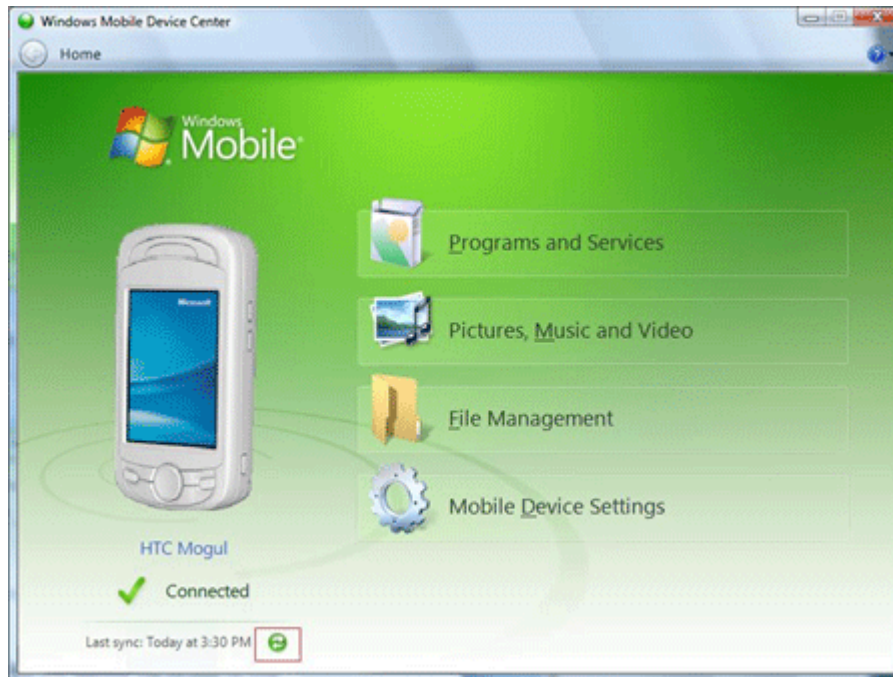 Windows Mobile Device Center
Home
Windows
Mobile
Microsoft
Programs and Services
Pictures, Music and Video
File Management
Mobile Device Settings
HTC Mogul
Connected
Last sync: Today at 3:30 PM